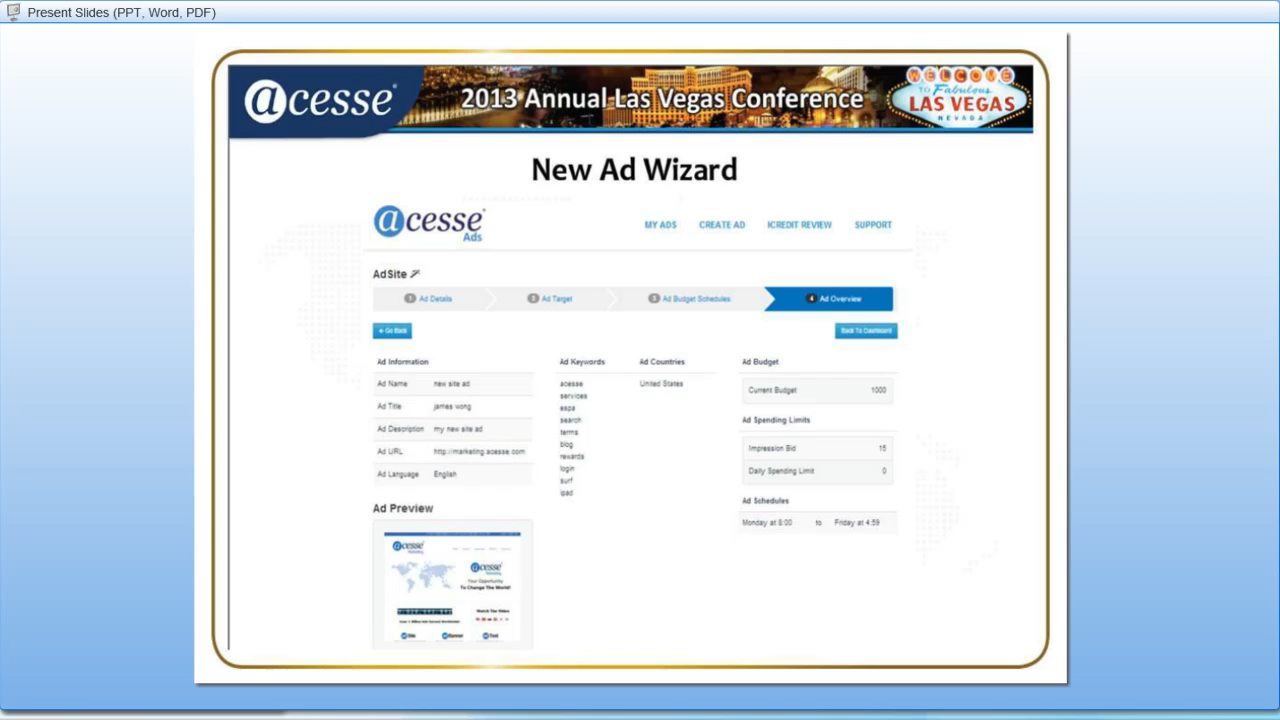 Present Slides (PPT, Word, PDF)
acesse
2013 Annual Las Vegas Conference
WELCOME
TO Fabulous
LAS VEGAS
NEVADA
New Ad Wizard
acesse
Ads
MY ADS CREATE AD ICREDIT REVIEW SUPPORT
AdSite
1 Ad Details 2 Ad Target 3 Ad Budget Schedules 4 Ad Overview
Go Back Back To Dashboard
Ad Information Ad Keywords Ad Countries Ad Budget
Ad Name new site ad acesse United States
Current Budget 1000
services
Ad Title james wong espa
search Ad Spending Limits
Ad Description my new site ad terms
blog
Impression Bid 15
Ad URL http://marketing.acesse.com rewards
login
Daily Spending Limit 0
Ad Language English surf
ipad
Ad Schedules
Ad Preview
Monday at 8:00 to Friday at 4:59
acesse
acesse
Your Opportunity
To Change The World!
Watch The Video
Site Banner Text